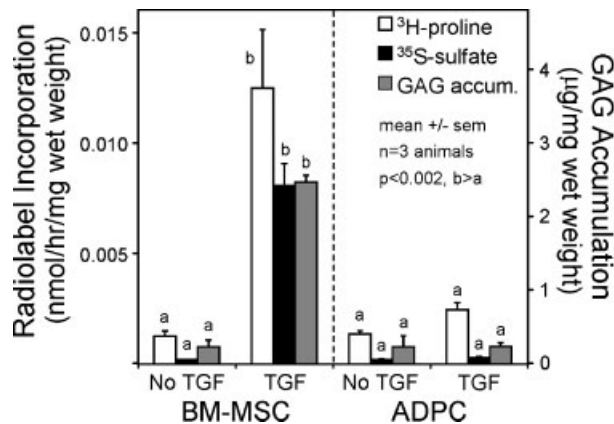 Radiolabel Incorporation
(nmol/hr/mg wet weight)
0.015
0.010
0.005
³H-proline
³⁵S-sulfate
GAG accum.
mean +/- sem
n=3 animals
p<0.002, b>a
b
b
b
a
a
a
a
a
a
a
a
a
4
3
2
1
0
GAG Accumulation
(µg/mg wet weight)
No TGF
TGF
No TGF
TGF
BM-MSC
ADPC